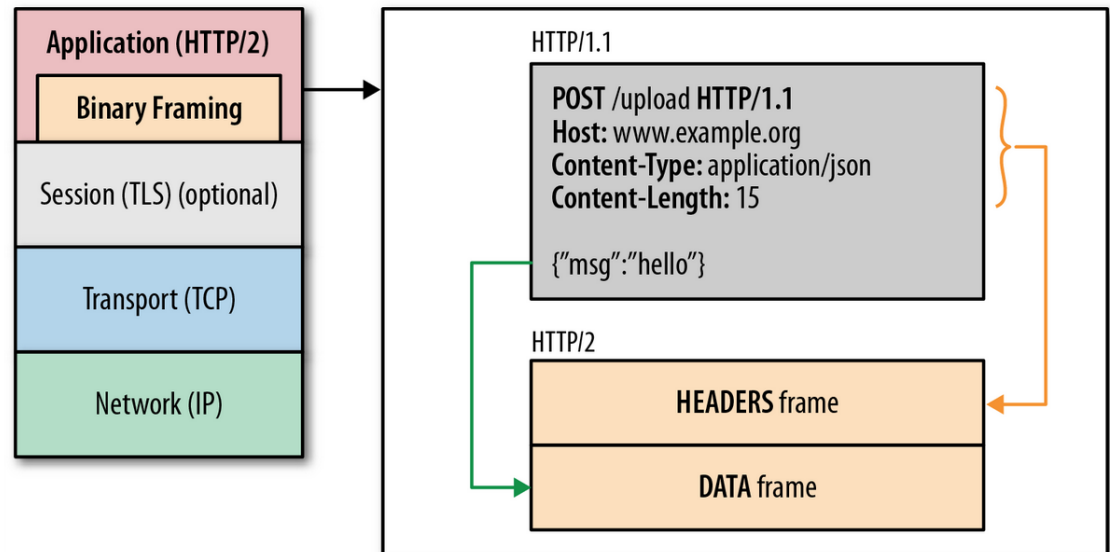 Application (HTTP/2)
Binary Framing
Session (TLS) (optional)
Transport (TCP)
Network (IP)
HTTP/1.1
POST /upload HTTP/1.1
Host: www.example.org
Content-Type: application/json
Content-Length: 15
{”msg”:”hello”}
HTTP/2
HEADERS frame
DATA frame